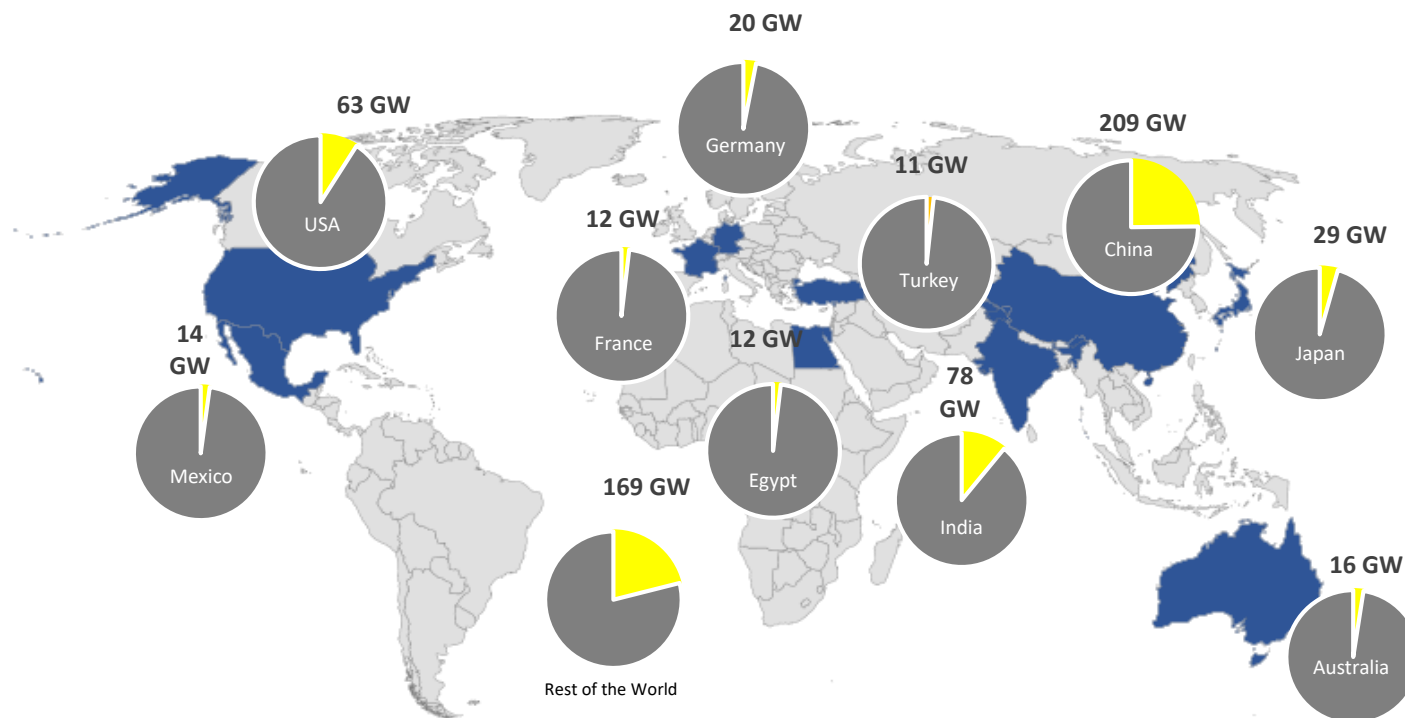 20 GW
Germany
63 GW
USA
209 GW
China
11 GW
Turkey
12 GW
France
29 GW
Japan
14
GW
Mexico
12 GW
Egypt
78
GW
India
169 GW
Rest of the World
16 GW
Australia